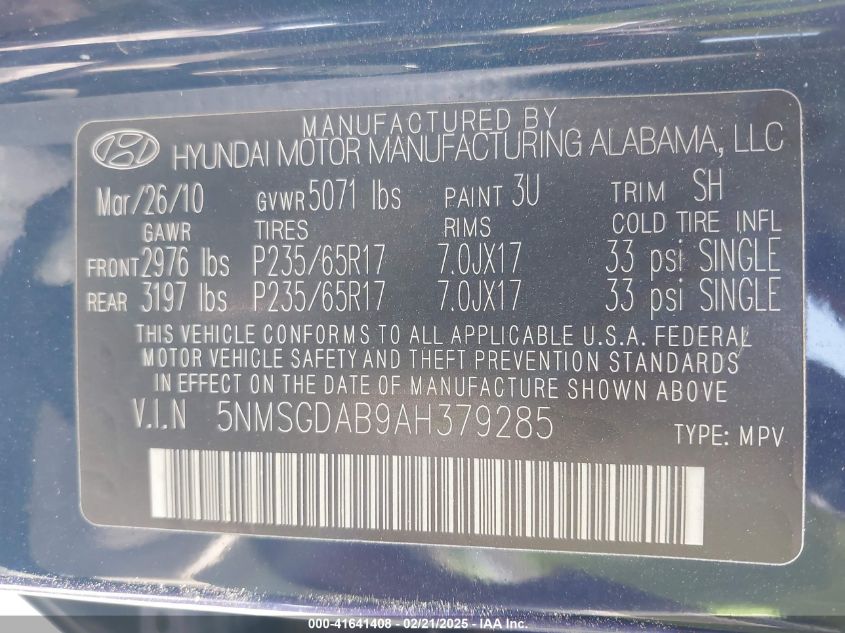 MANUFACTURED BY
HYUNDAI MOTOR MANUFACTURING ALABAMA, LLC
Mar/26/10 GVWR 5071 lbs PAINT 3U TRIM SH
GAWR TIRES RIMS COLD TIRE INFL
FRONT 2976 lbs P235/65R17 7.0JX17 33 psi SINGLE
REAR 3197 lbs P235/65R17 7.0JX17 33 psi SINGLE
THIS VEHICLE CONFORMS TO ALL APPLICABLE U.S.A. FEDERAL
MOTOR VEHICLE SAFETY AND THEFT PREVENTION STANDARDS
IN EFFECT ON THE DATE OF MANUFACTURE SHOWN ABOVE
V.I.N 5NMSGDAB9AH379285 TYPE: MPV
000-41641408 - 02/21/2025 - IAA Inc.